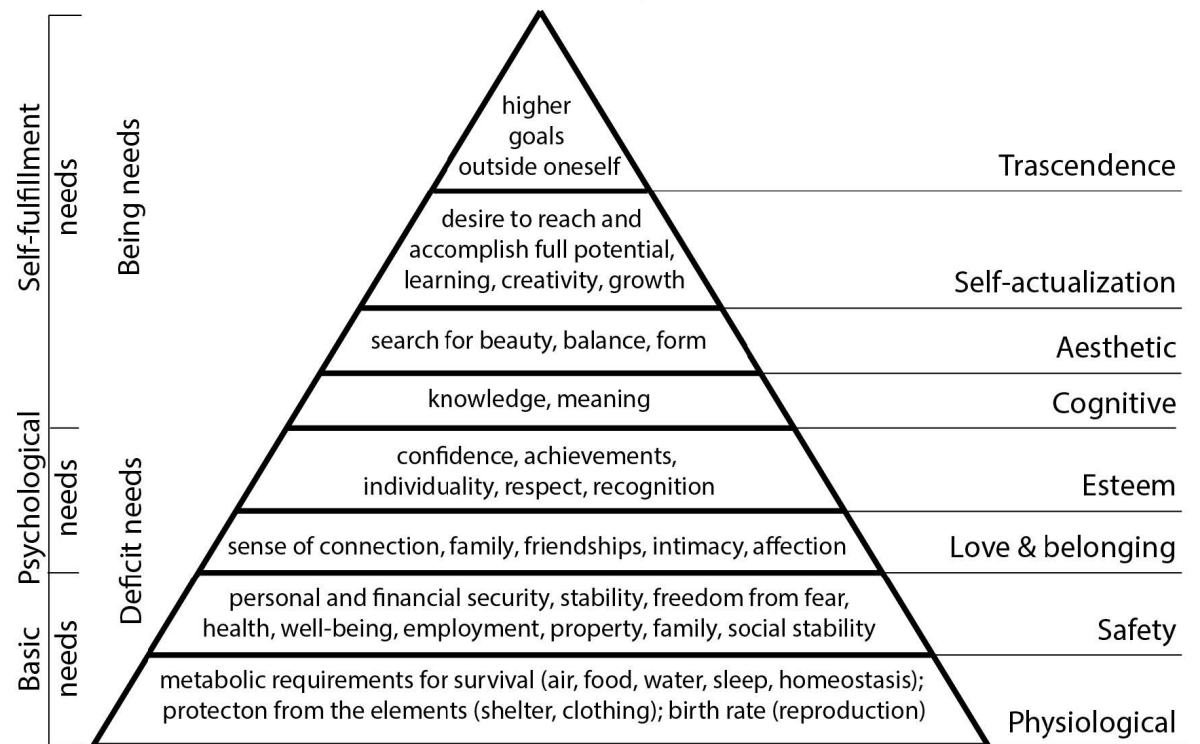 higher
goals
outside oneself
Trascendence
desire to reach and
accomplish full potential,
learning, creativity, growth
Self-actualization
search for beauty, balance, form
Aesthetic
knowledge, meaning
Cognitive
confidence, achievements,
individuality, respect, recognition
Esteem
sense of connection, family, friendships, intimacy, affection
Love & belonging
personal and financial security, stability, freedom from fear,
health, well-being, employment, property, family, social stability
Safety
metabolic requirements for survival (air, food, water, sleep, homeostasis);
protecton from the elements (shelter, clothing); birth rate (reproduction)
Physiological
Self-fulfillment
needs
Being needs
Psychological
needs
Deficit needs
Basic
needs